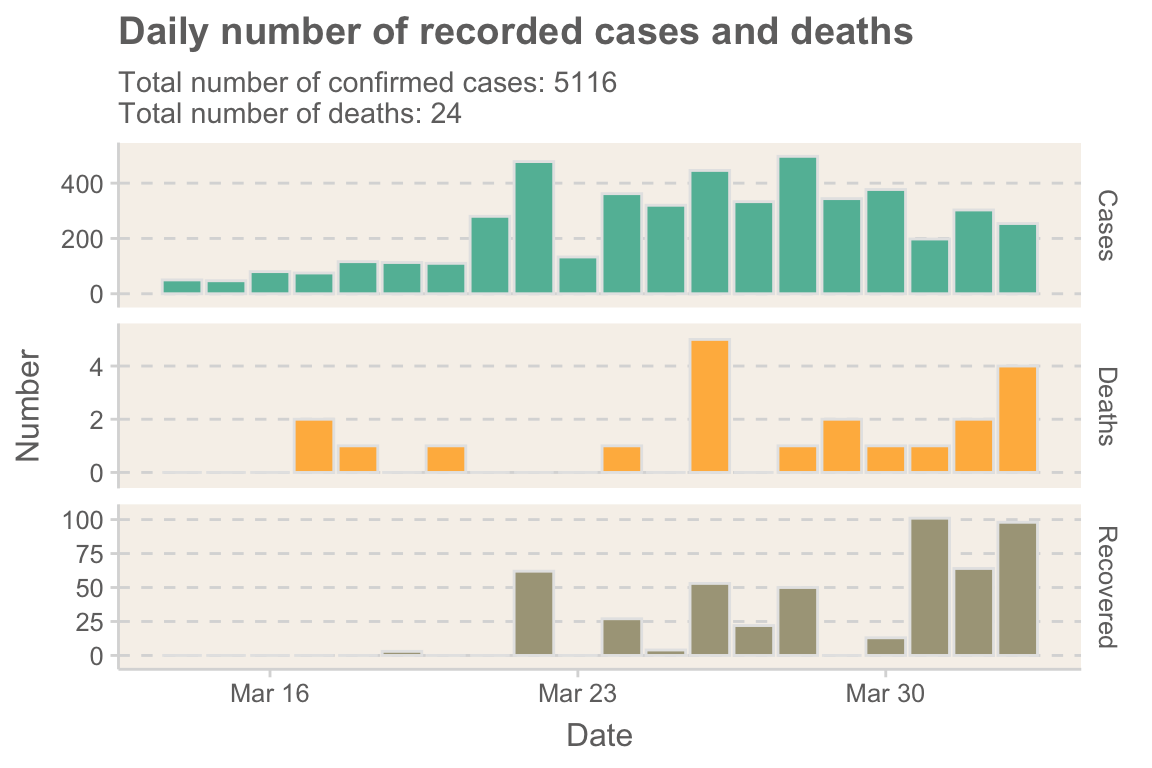 Daily number of recorded cases and deaths
Total number of confirmed cases: 5116
Total number of deaths: 24
400
200
0
Cases
Number
4
2
0
Deaths
100
75
50
25
0
Recovered
Mar 16 Mar 23 Mar 30
Date